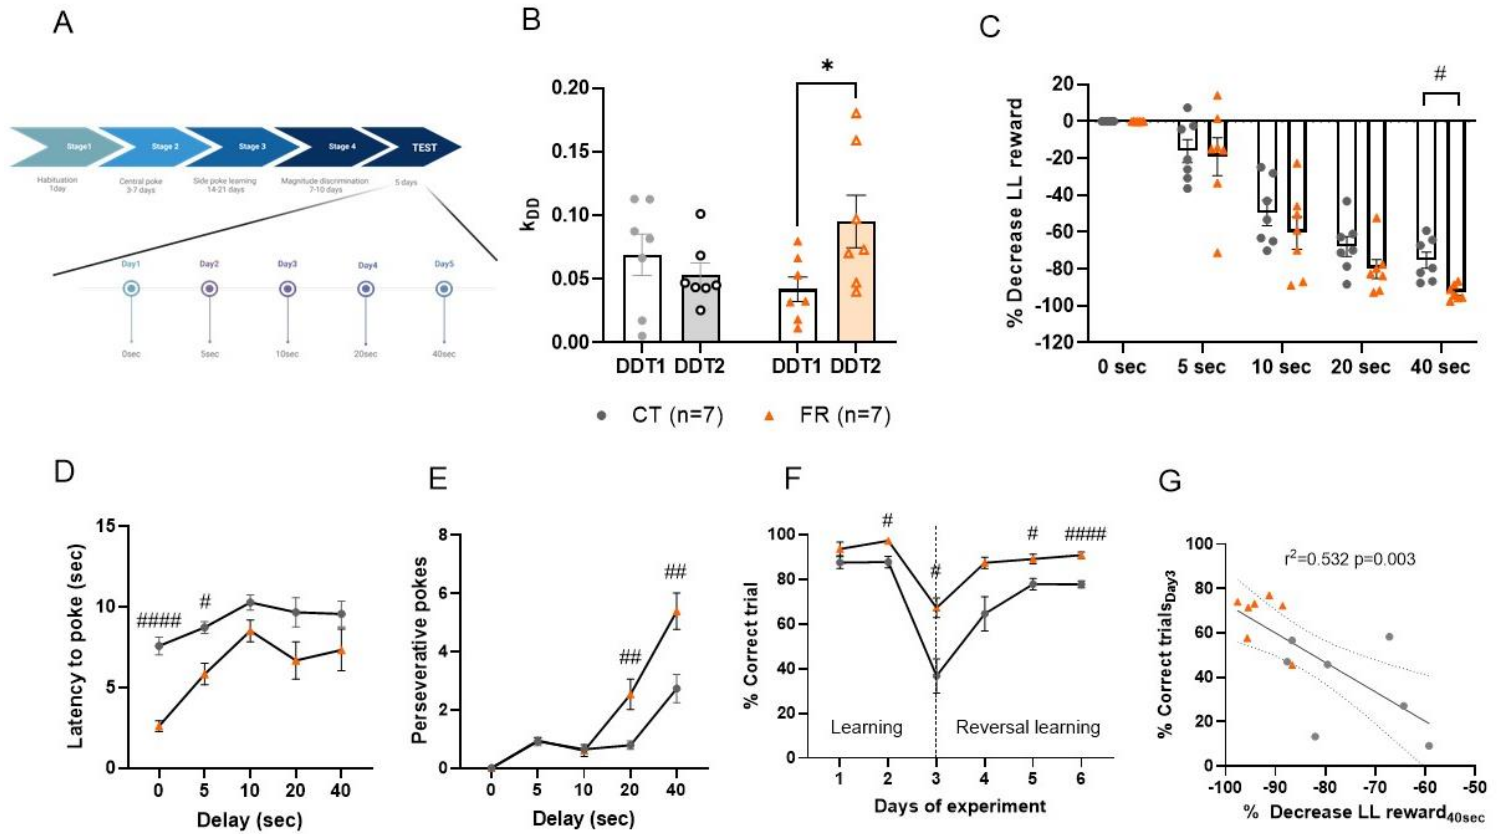 A
Stage1
Stage 2
Stage 3
Stage 4
TEST
Habituation
1day
Central poke
3-7 days
Side poke learning
14-21 days
Magnitude discrimination
7-10 days
5 days
Day1
Day2
Day3
Day4
Day5
0sec
5sec
10sec
20sec
40sec
B
kDD
0.20
0.15
0.10
0.05
0.00
*
DDT1 DDT2
DDT1 DDT2
CT (n=7)
FR (n=7)
C
% Decrease LL reward
20
0
-20
-40
-60
-80
-100
-120
#
0 sec
5 sec
10 sec
20 sec
40 sec
D
Latency to poke (sec)
15
10
5
0
####
#
0
5
10
20
40
Delay (sec)
E
Perseverative pokes
8
6
4
2
0
##
##
0
5
10
20
40
Delay (sec)
F
% Correct trial
100
80
60
40
20
0
#
#
#
####
Learning
Reversal learning
1
2
3
4
5
6
Days of experiment
G
% Correct trialsDay3
100
80
60
40
20
0
r²=0.532 p=0.003
-100
-90
-80
-70
-60
-50
% Decrease LL reward40sec